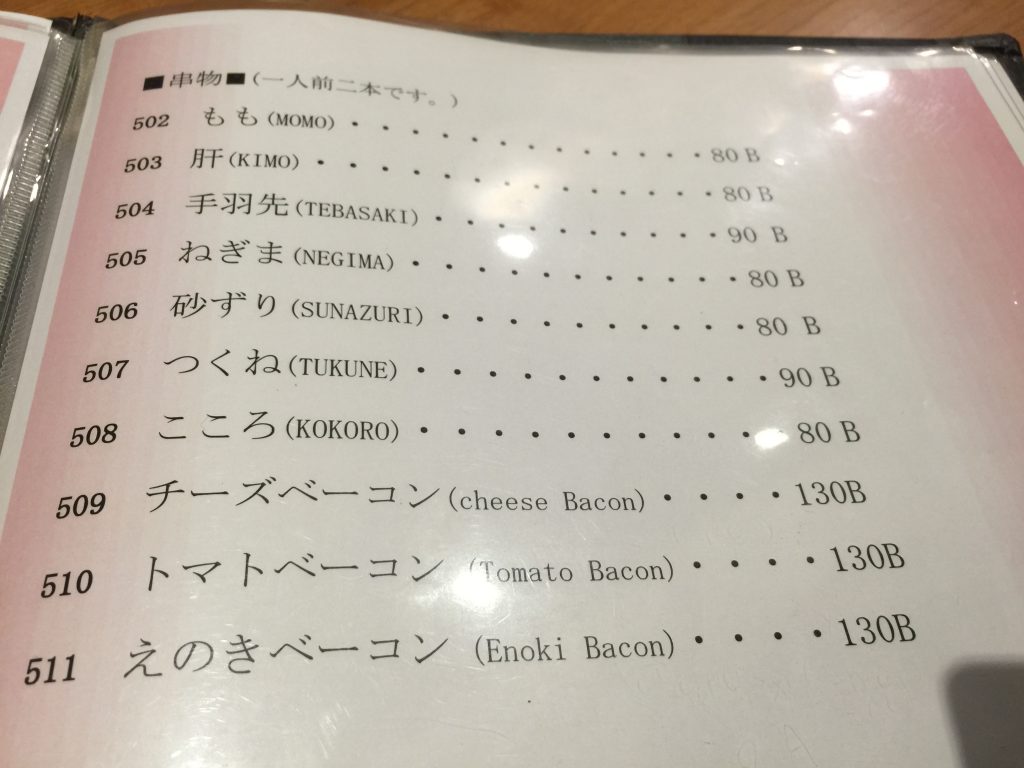 ■串物■(一人前二本です。)
502 もも(MOMO)・・・・・・・・・・・・80 B
503 肝(KIMO)・・・・・・・・・・・・・80 B
504 手羽先(TEBASAKI)・・・・・・・・・・90 B
505 ねぎま(NEGIMA)・・・・・・・・・・・80 B
506 砂ずり(SUNAZURI)・・・・・・・・・・80 B
507 つくね(TUKUNE)・・・・・・・・・・・・90 B
508 こころ(KOKORO)・・・・・・・・・・・・80 B
509 チーズベーコン(cheese Bacon)・・・・130B
510 トマトベーコン (Tomato Bacon)・・・・・130B
511 えのきベーコン (Enoki Bacon)・・・・130B